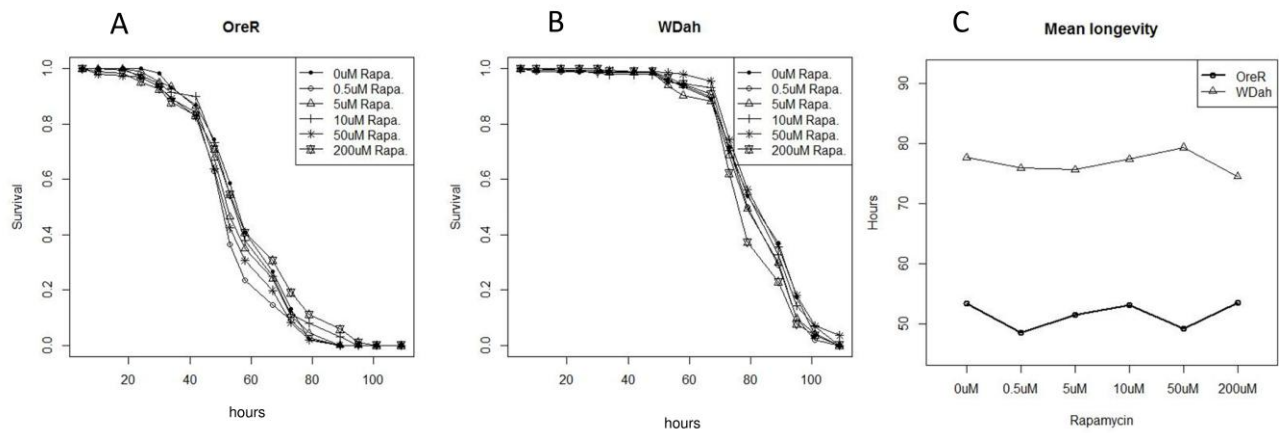 A
OreR
Survival
1.0
0.8
0.6
0.4
0.2
0.0
0uM Rapa.
0.5uM Rapa.
5uM Rapa.
10uM Rapa.
50uM Rapa.
200uM Rapa.
20 40 60 80 100
hours
B
WDah
Survival
1.0
0.8
0.6
0.4
0.2
0.0
0uM Rapa.
0.5uM Rapa.
5uM Rapa.
10uM Rapa.
50uM Rapa.
200uM Rapa.
20 40 60 80 100
hours
C
Mean longevity
Hours
90
80
70
60
50
OreR
WDah
0uM 0.5uM 5uM 10uM 50uM 200uM
Rapamycin